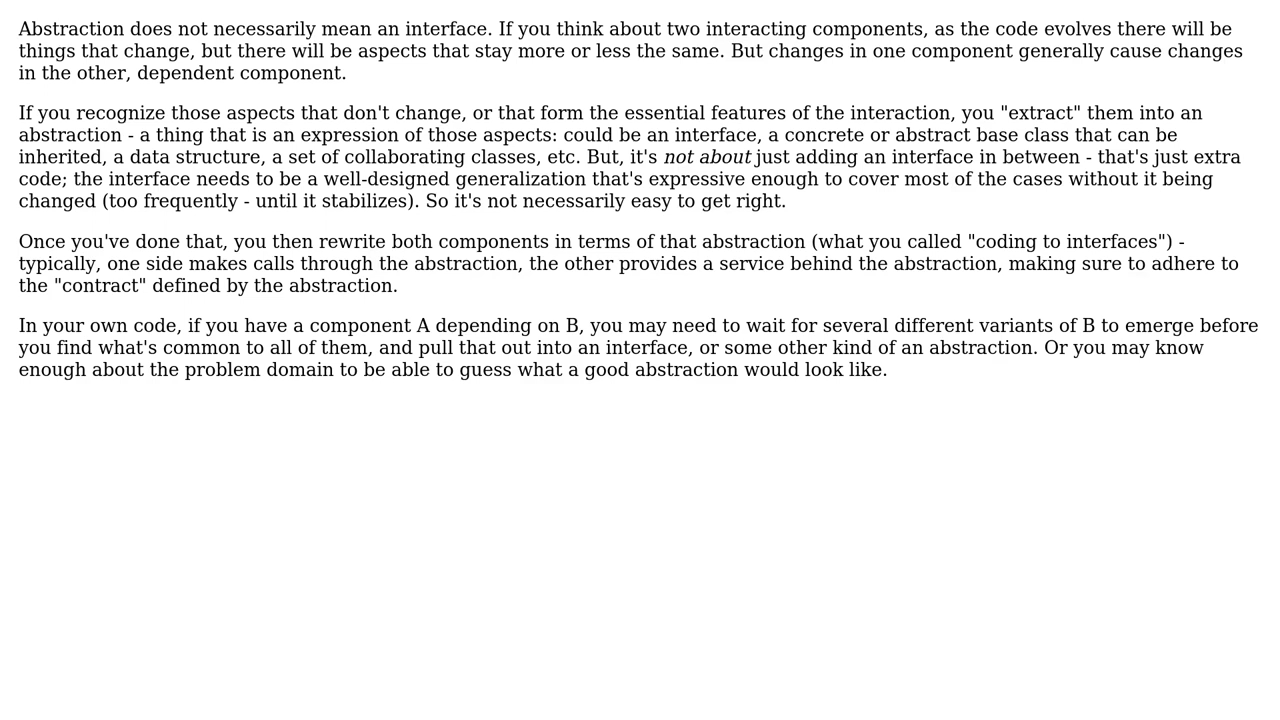 Abstraction does not necessarily mean an interface. If you think about two interacting components, as the code evolves there will be
things that change, but there will be aspects that stay more or less the same. But changes in one component generally cause changes
in the other, dependent component.
If you recognize those aspects that don't change, or that form the essential features of the interaction, you "extract" them into an
abstraction - a thing that is an expression of those aspects: could be an interface, a concrete or abstract base class that can be
inherited, a data structure, a set of collaborating classes, etc. But, it's not about just adding an interface in between - that's just extra
code; the interface needs to be a well-designed generalization that's expressive enough to cover most of the cases without it being
changed (too frequently - until it stabilizes). So it's not necessarily easy to get right.
Once you've done that, you then rewrite both components in terms of that abstraction (what you called "coding to interfaces") -
typically, one side makes calls through the abstraction, the other provides a service behind the abstraction, making sure to adhere to
the "contract" defined by the abstraction.
In your own code, if you have a component A depending on B, you may need to wait for several different variants of B to emerge before
you find what's common to all of them, and pull that out into an interface, or some other kind of an abstraction. Or you may know
enough about the problem domain to be able to guess what a good abstraction would look like.